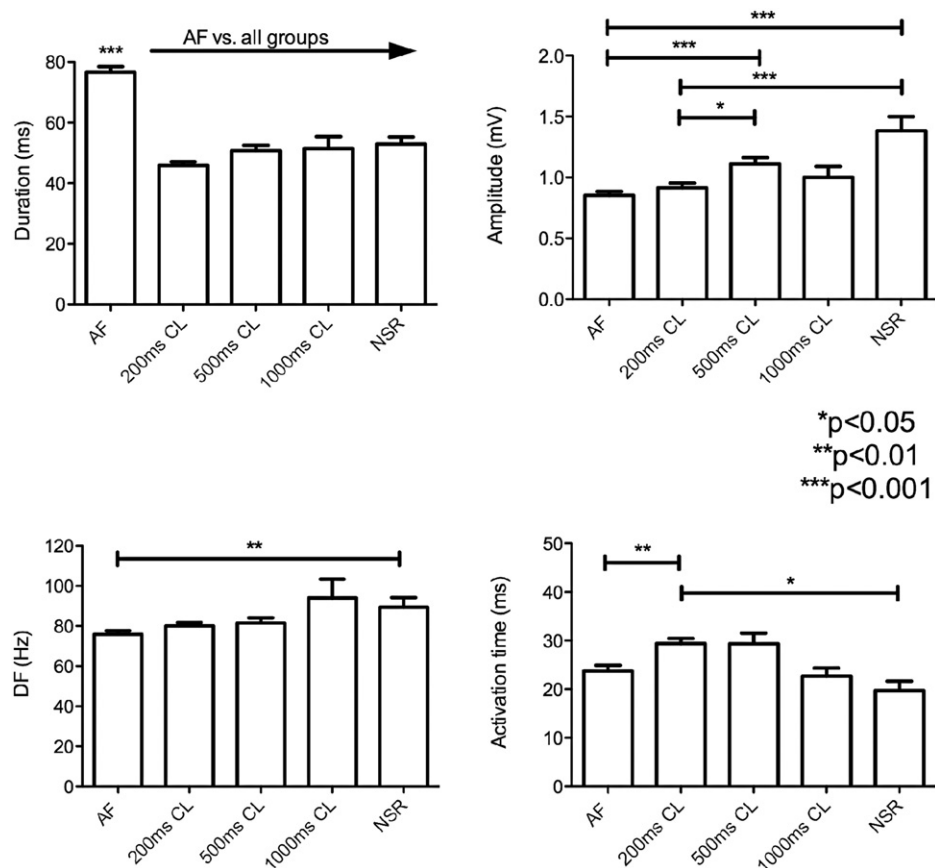 ***
AF vs. all groups
Duration (ms)
80
60
40
20
0
AF
200ms CL
500ms CL
1000ms CL
NSR
***
***
***
*
Amplitude (mV)
2.0
1.5
1.0
0.5
0.0
AF
200ms CL
500ms CL
1000ms CL
NSR
*p<0.05
**p<0.01
***p<0.001
**
DF (Hz)
120
100
80
60
40
20
0
AF
200ms CL
500ms CL
1000ms CL
NSR
**
*
Activation time (ms)
50
40
30
20
10
0
AF
200ms CL
500ms CL
1000ms CL
NSR